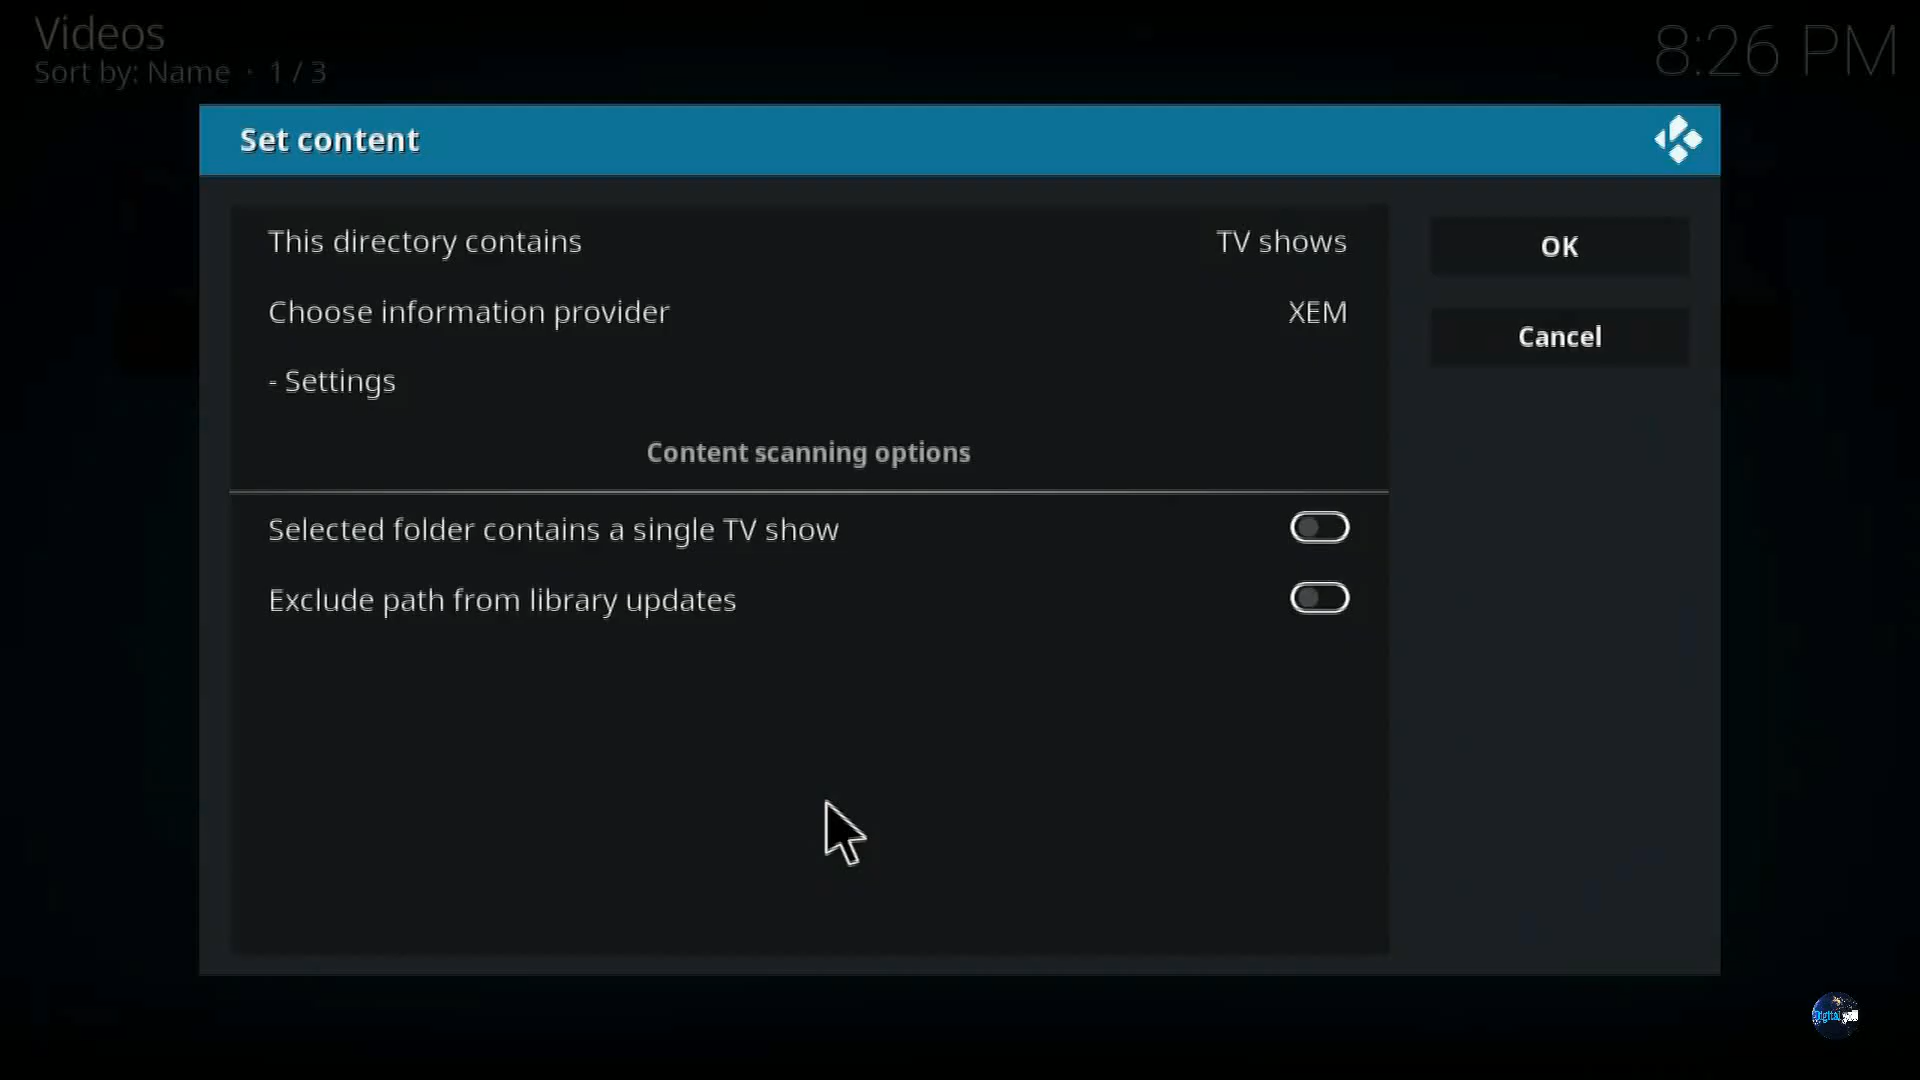 Videos
Sort by: Name · 1 / 3
8:26 PM
Set content
This directory contains
TV shows
Choose information provider
XEM
- Settings
Content scanning options
Selected folder contains a single TV show
Exclude path from library updates
OK
Cancel